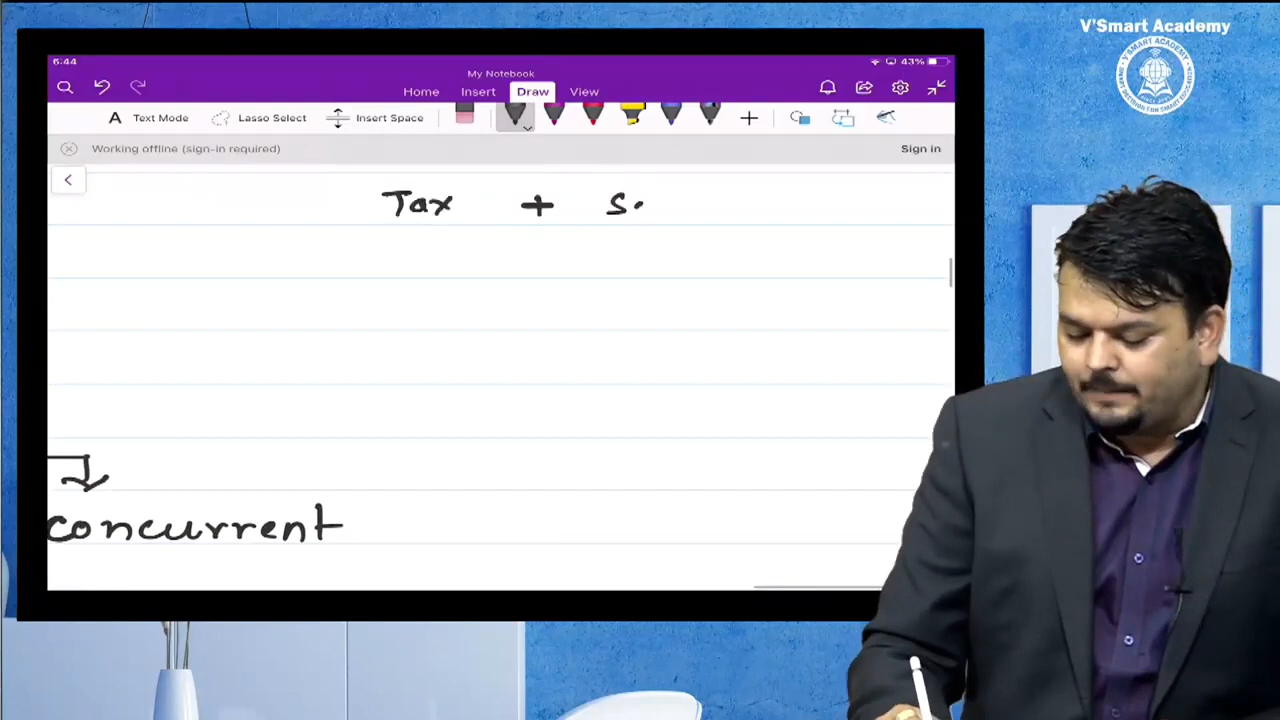 V'Smart Academy
6.44
43%
My Notebook
Home Insert Draw View
A Text Mode Lasso Select Insert Space
Working offline (sign-in required) Sign in
Tax + S.
concurrent